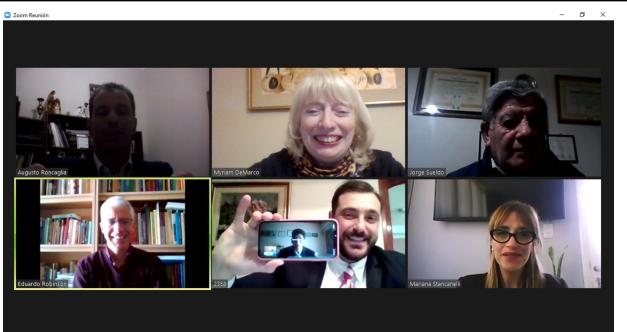 Zoom Reunión
Augusto Roncaglia
Myriam DeMarco
Jorge Sueldo
Eduardo Robinson
Mariana Stancanelli